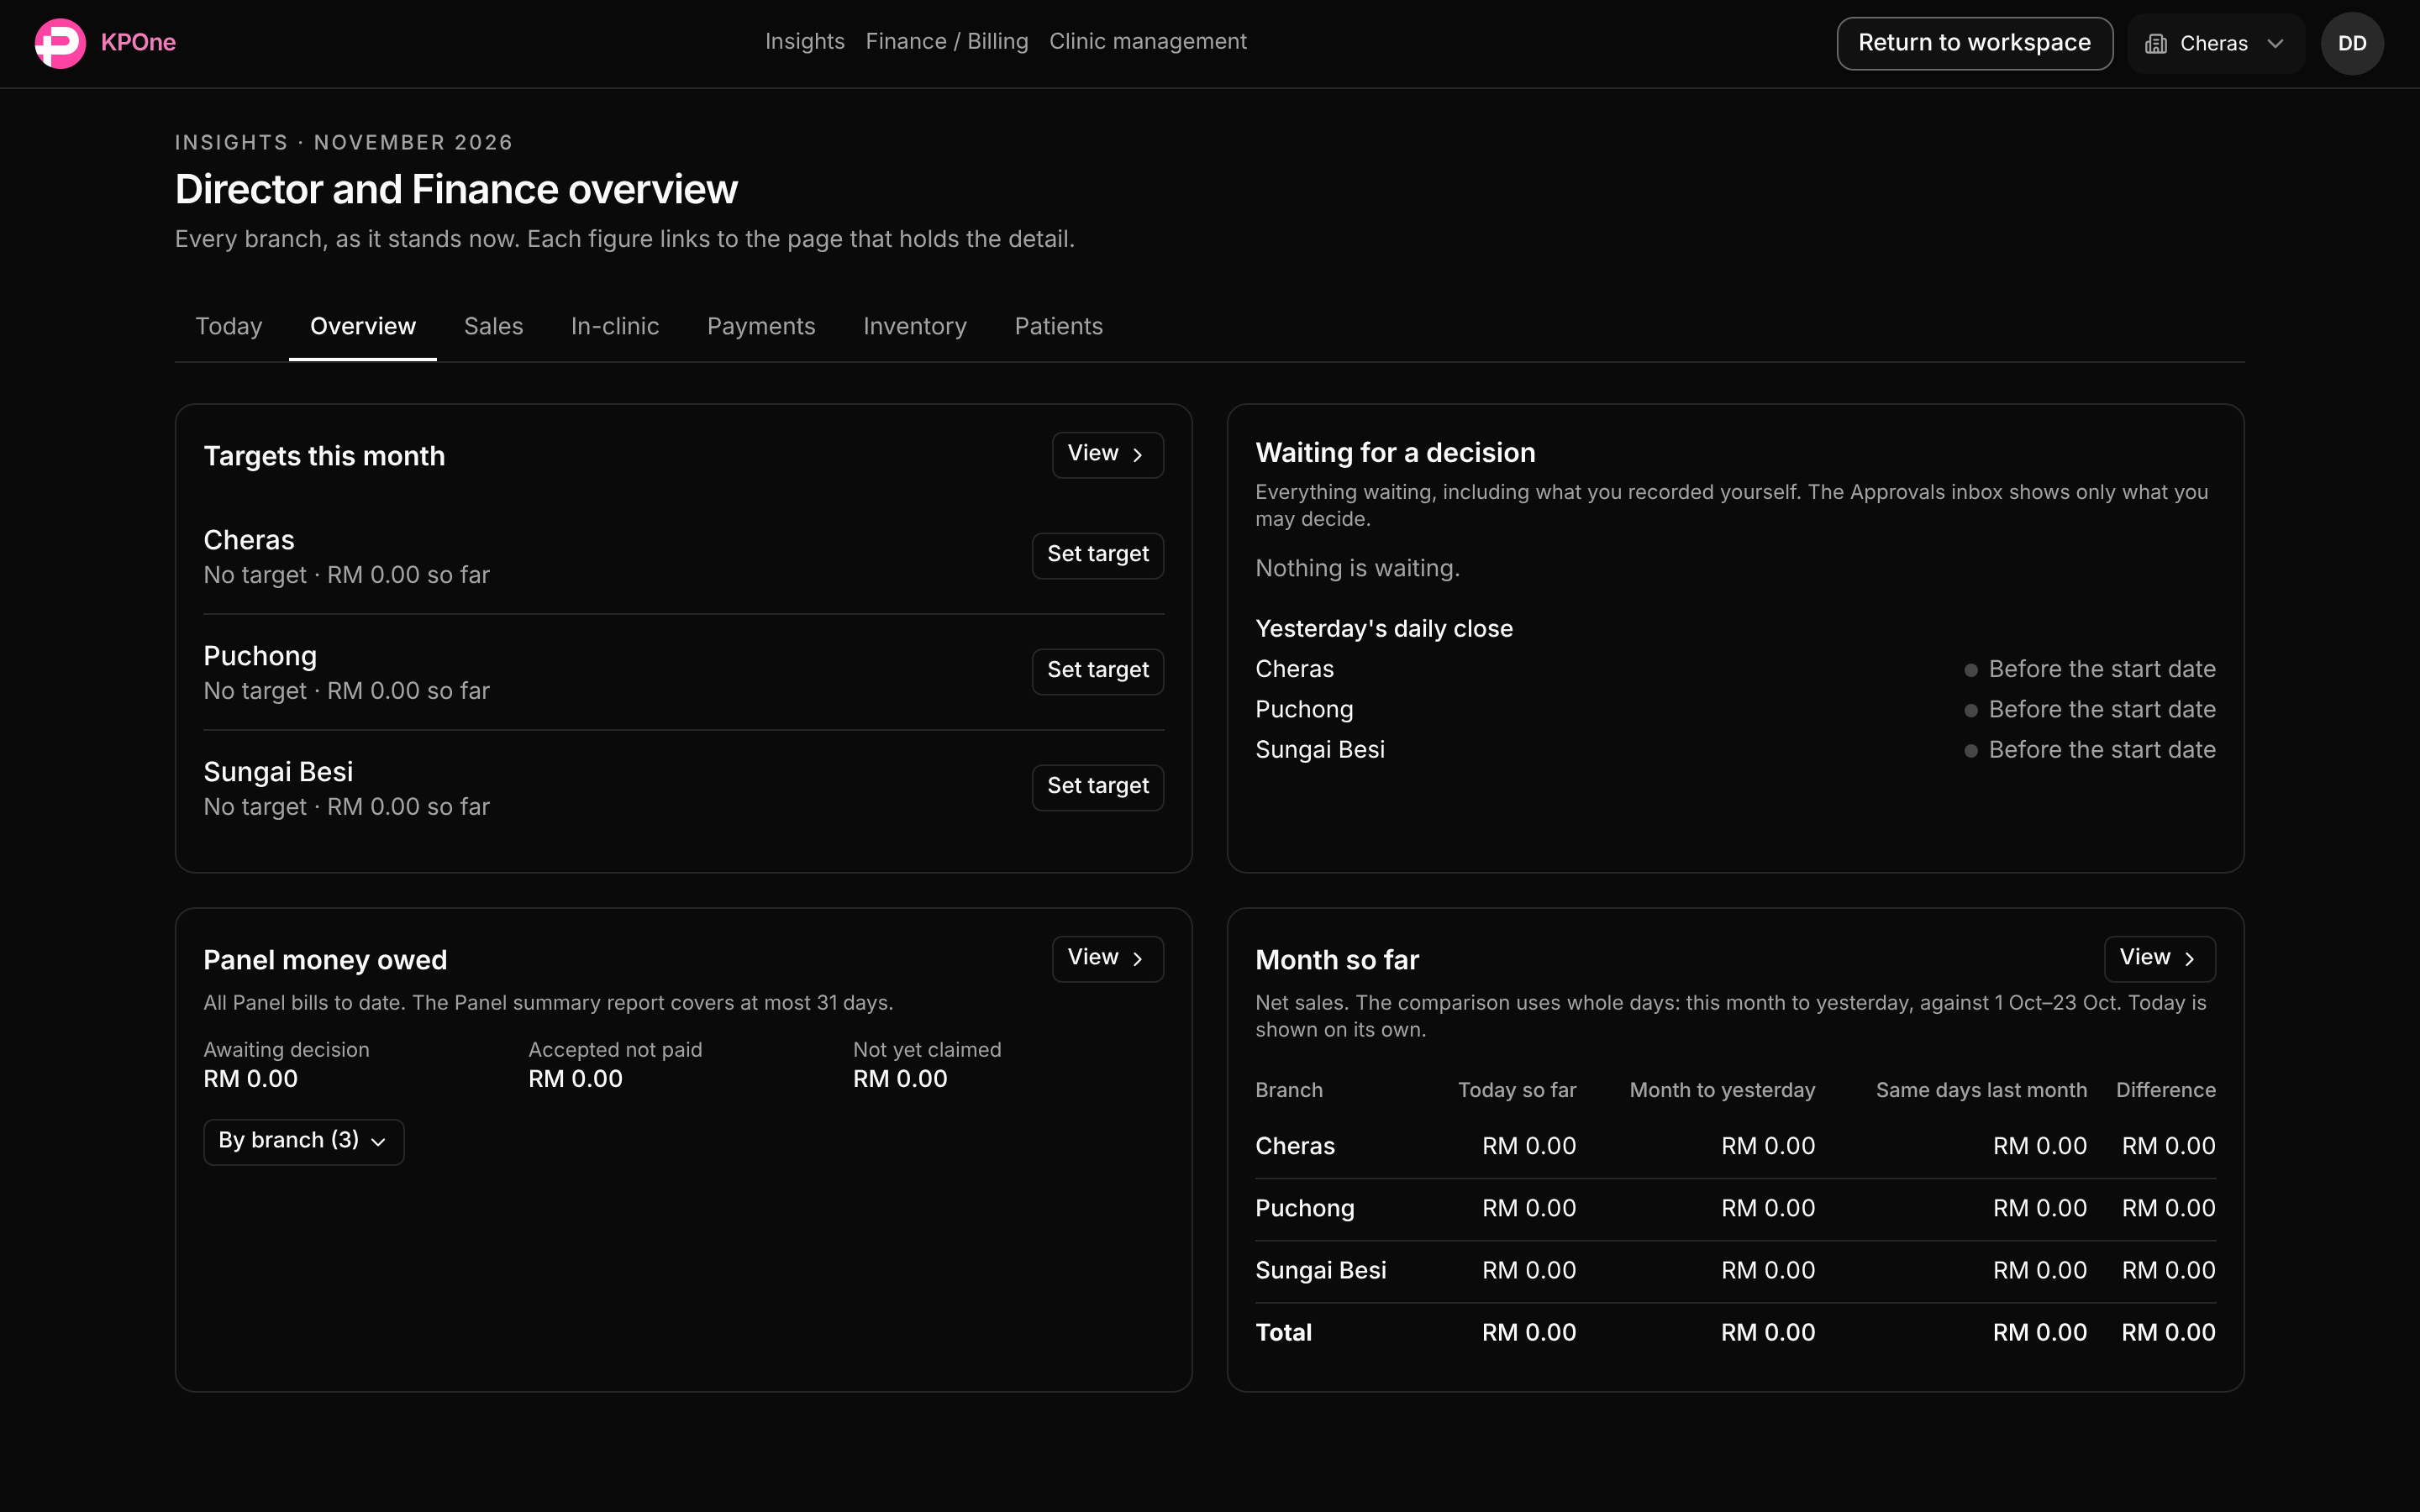 KPOne
Insights Finance / Billing Clinic management
Return to workspace
Cheras
DD
INSIGHTS · NOVEMBER 2026
Director and Finance overview
Every branch, as it stands now. Each figure links to the page that holds the detail.
Today Overview Sales In-clinic Payments Inventory Patients
Targets this month
View
Cheras
No target · RM 0.00 so far
Set target
Puchong
No target · RM 0.00 so far
Set target
Sungai Besi
No target · RM 0.00 so far
Set target
Waiting for a decision
Everything waiting, including what you recorded yourself. The Approvals inbox shows only what you
may decide.
Nothing is waiting.
Yesterday's daily close
Cheras Before the start date
Puchong Before the start date
Sungai Besi Before the start date
Panel money owed
View
All Panel bills to date. The Panel summary report covers at most 31 days.
Awaiting decision Accepted not paid Not yet claimed
RM 0.00 RM 0.00 RM 0.00
By branch (3)
Month so far
View
Net sales. The comparison uses whole days: this month to yesterday, against 1 Oct–23 Oct. Today is
shown on its own.
Branch Today so far Month to yesterday Same days last month Difference
Cheras RM 0.00 RM 0.00 RM 0.00 RM 0.00
Puchong RM 0.00 RM 0.00 RM 0.00 RM 0.00
Sungai Besi RM 0.00 RM 0.00 RM 0.00 RM 0.00
Total RM 0.00 RM 0.00 RM 0.00 RM 0.00